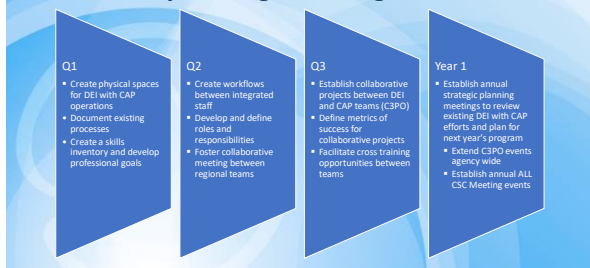 Q1
▪ Create physical spaces
for DEI with CAP
operations
▪ Document existing
processes
▪ Create a skills
inventory and develop
professional goals
Q2
▪ Create workflows
between integrated
staff
▪ Develop and define
roles and
responsibilities
▪ Foster collaborative
meeting between
regional teams
Q3
▪ Establish collaborative
projects between DEI
and CAP teams (C3PO)
▪ Define metrics of
success for
collaborative projects
▪ Facilitate cross training
opportunities between
teams
Year 1
▪ Establish annual
strategic planning
meetings to review
existing DEI with CAP
efforts and plan for
next year's program
▪ Extend C3PO events
agency wide
▪ Establish annual ALL
CSC Meeting events